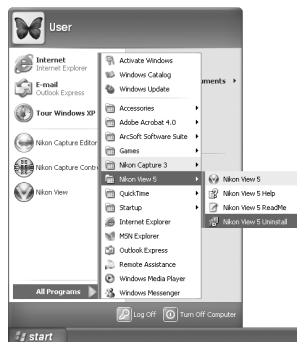 User
Internet
Internet Explorer
E-mail
Outlook Express
Tour Windows XP
Nikon Capture Editor
Nikon Capture Contr
Nikon View
All Programs
Activate Windows
Windows Catalog
Windows Update
Accessories
Adobe Acrobat 4.0
ArcSoft Software Suite
Games
Nikon Capture 3
Nikon View 5
QuickTime
Startup
Internet Explorer
MSN Explorer
Outlook Express
Remote Assistance
Windows Media Player
Windows Messenger
uments
Nikon View 5
Nikon View 5 Help
Nikon View 5 ReadMe
Nikon View 5 Uninstall
Log Off
Turn Off Computer
start